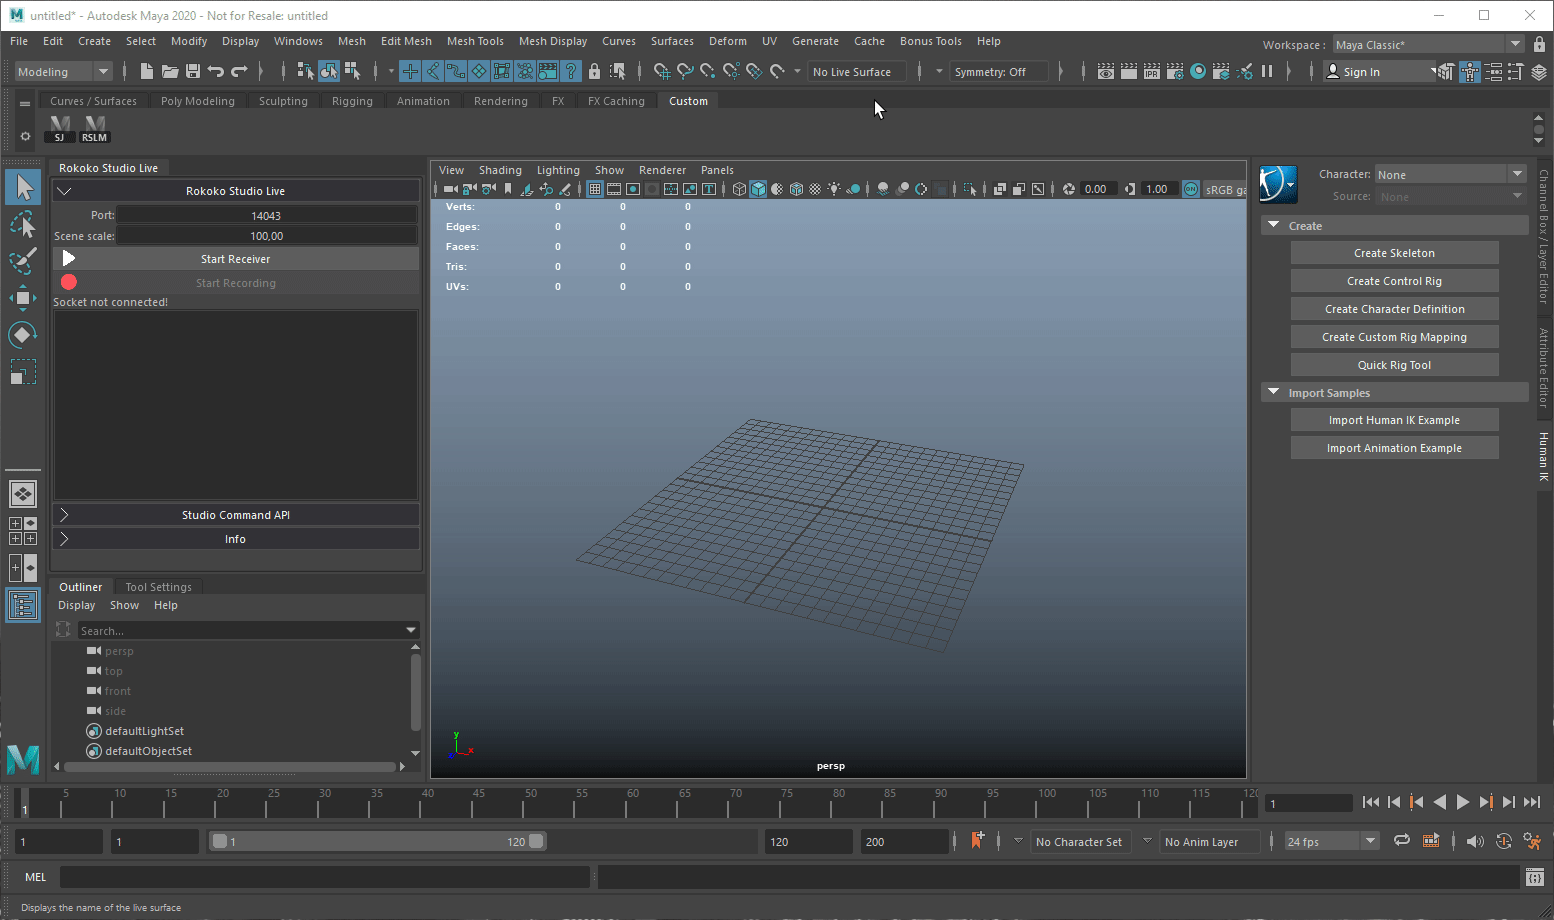 untitled* - Autodesk Maya 2020 - Not for Resale: untitled
File Edit Create Select Modify Display Windows Mesh Edit Mesh Mesh Tools Mesh Display Curves Surfaces Deform UV Generate Cache Bonus Tools Help
Workspace : Maya Classic*
Modeling
No Live Surface
Symmetry: Off
IPR
Sign In
Curves / Surfaces Poly Modeling Sculpting Rigging Animation Rendering FX FX Caching Custom
SJ RSLM
Rokoko Studio Live
Rokoko Studio Live
Port: 14043
Scene scale: 100,00
Start Receiver
Start Recording
Socket not connected!
Studio Command API
Info
Outliner Tool Settings
Display Show Help
Search...
persp
top
front
side
defaultLightSet
defaultObjectSet
View Shading Lighting Show Renderer Panels
0.00 1.00 ON sRGB ga
Verts: 0 0 0
Edges: 0 0 0
Faces: 0 0 0
Tris: 0 0 0
UVs: 0 0 0
y
x
persp
Character: None
Source: None
Create
Create Skeleton
Create Control Rig
Create Character Definition
Create Custom Rig Mapping
Quick Rig Tool
Import Samples
Import Human IK Example
Import Animation Example
Channel Box / Layer Editor
Attribute Editor
Human IK
1 5 10 15 20 25 30 35 40 45 50 55 60 65 70 75 80 85 90 95 100 105 110 115 120
1
1 1 1 120 120 200
No Character Set
No Anim Layer
24 fps
MEL
Displays the name of the live surface